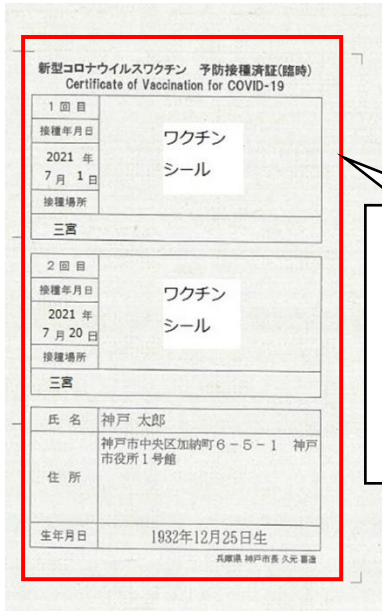 新型コロナウイルスワクチン 予防接種済証(臨時)
Certificate of Vaccination for COVID-19
1 回 目
接種年月日
2021 年
7 月 1 日
接種場所
三宮
ワクチン
シール
2 回 目
接種年月日
2021 年
7 月 20 日
接種場所
三宮
ワクチン
シール
氏 名 神戸 太郎
住 所 神戸市中央区加納町6-5-1 神戸
市役所1号館
生年月日 1932年12月25日生
兵庫県 神戸市長 久元 喜造